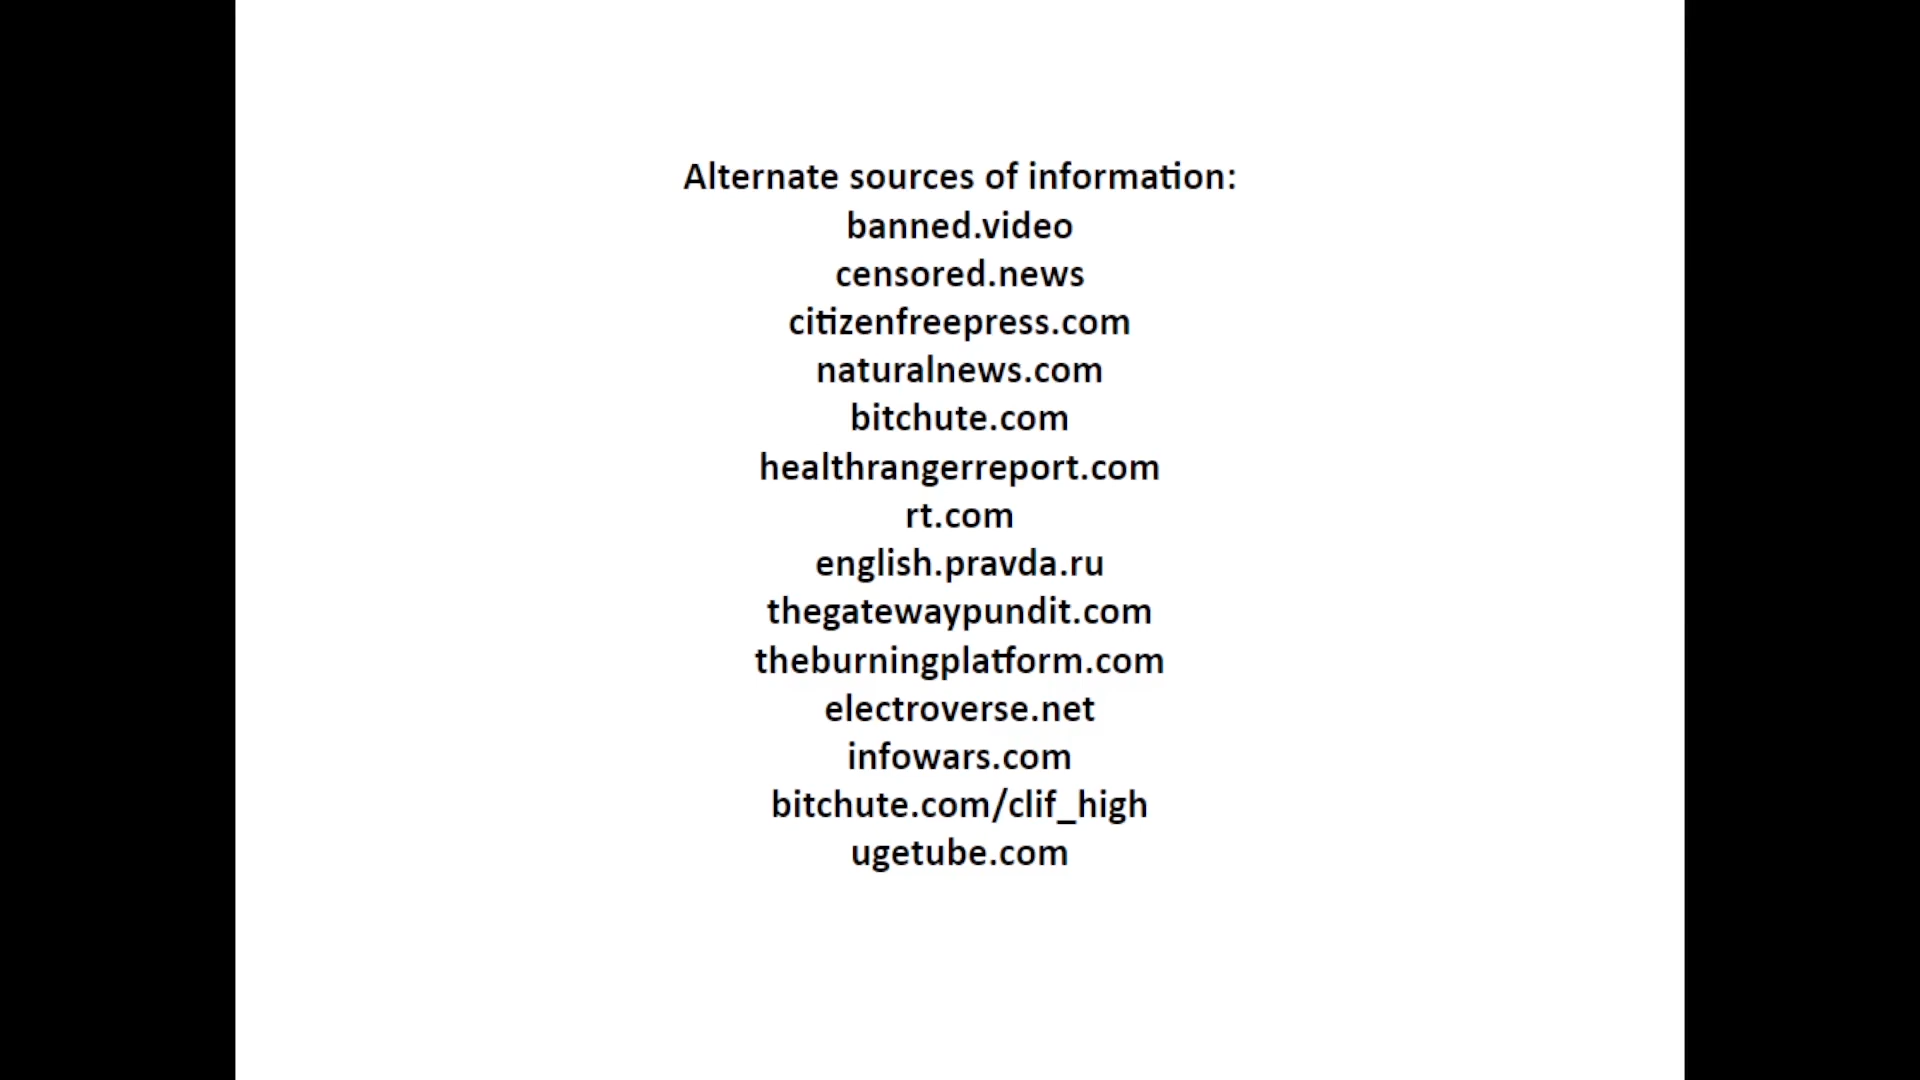 Alternate sources of information:
banned.video
censored.news
citizenfreepress.com
naturalnews.com
bitchute.com
healthrangerreport.com
rt.com
english.pravda.ru
thegatewaypundit.com
theburningplatform.com
electroverse.net
infowars.com
bitchute.com/clif_high
ugetube.com